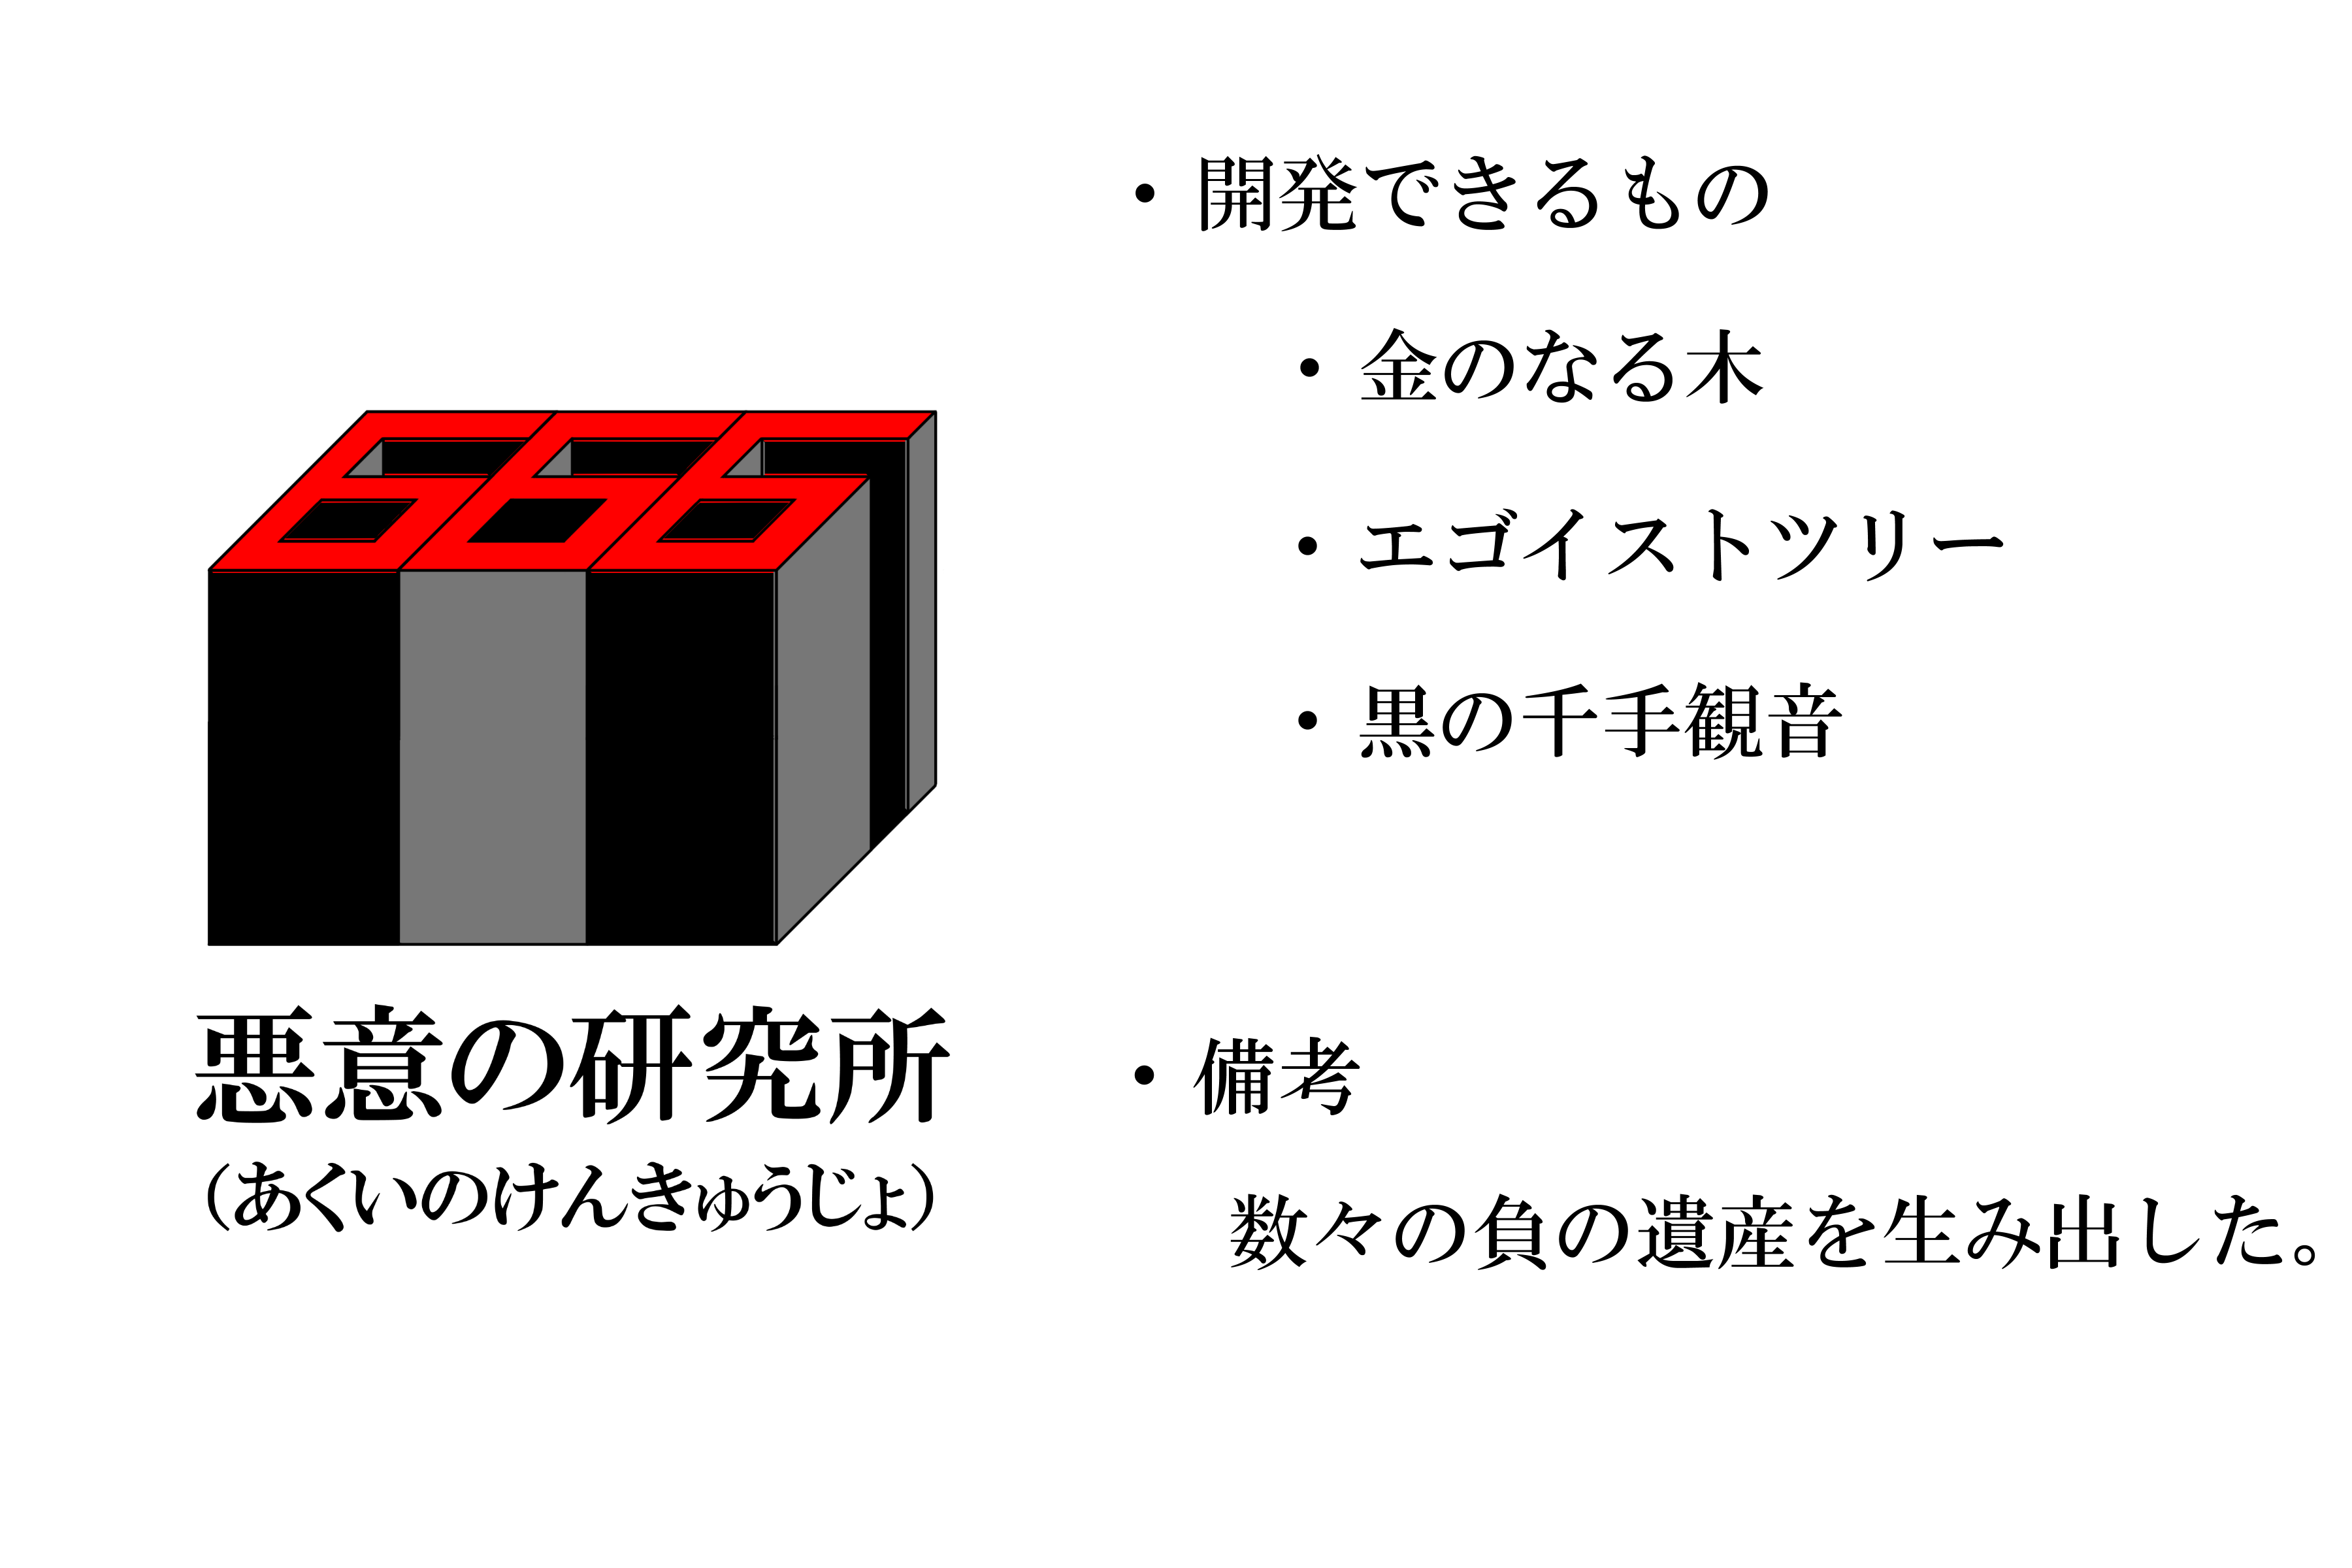 ・開発できるもの
・金のなる木
・エゴイストツリー
・黒の千手観音
悪意の研究所
（あくいのけんきゅうじょ）
・備考
数々の負の遺産を生み出した。